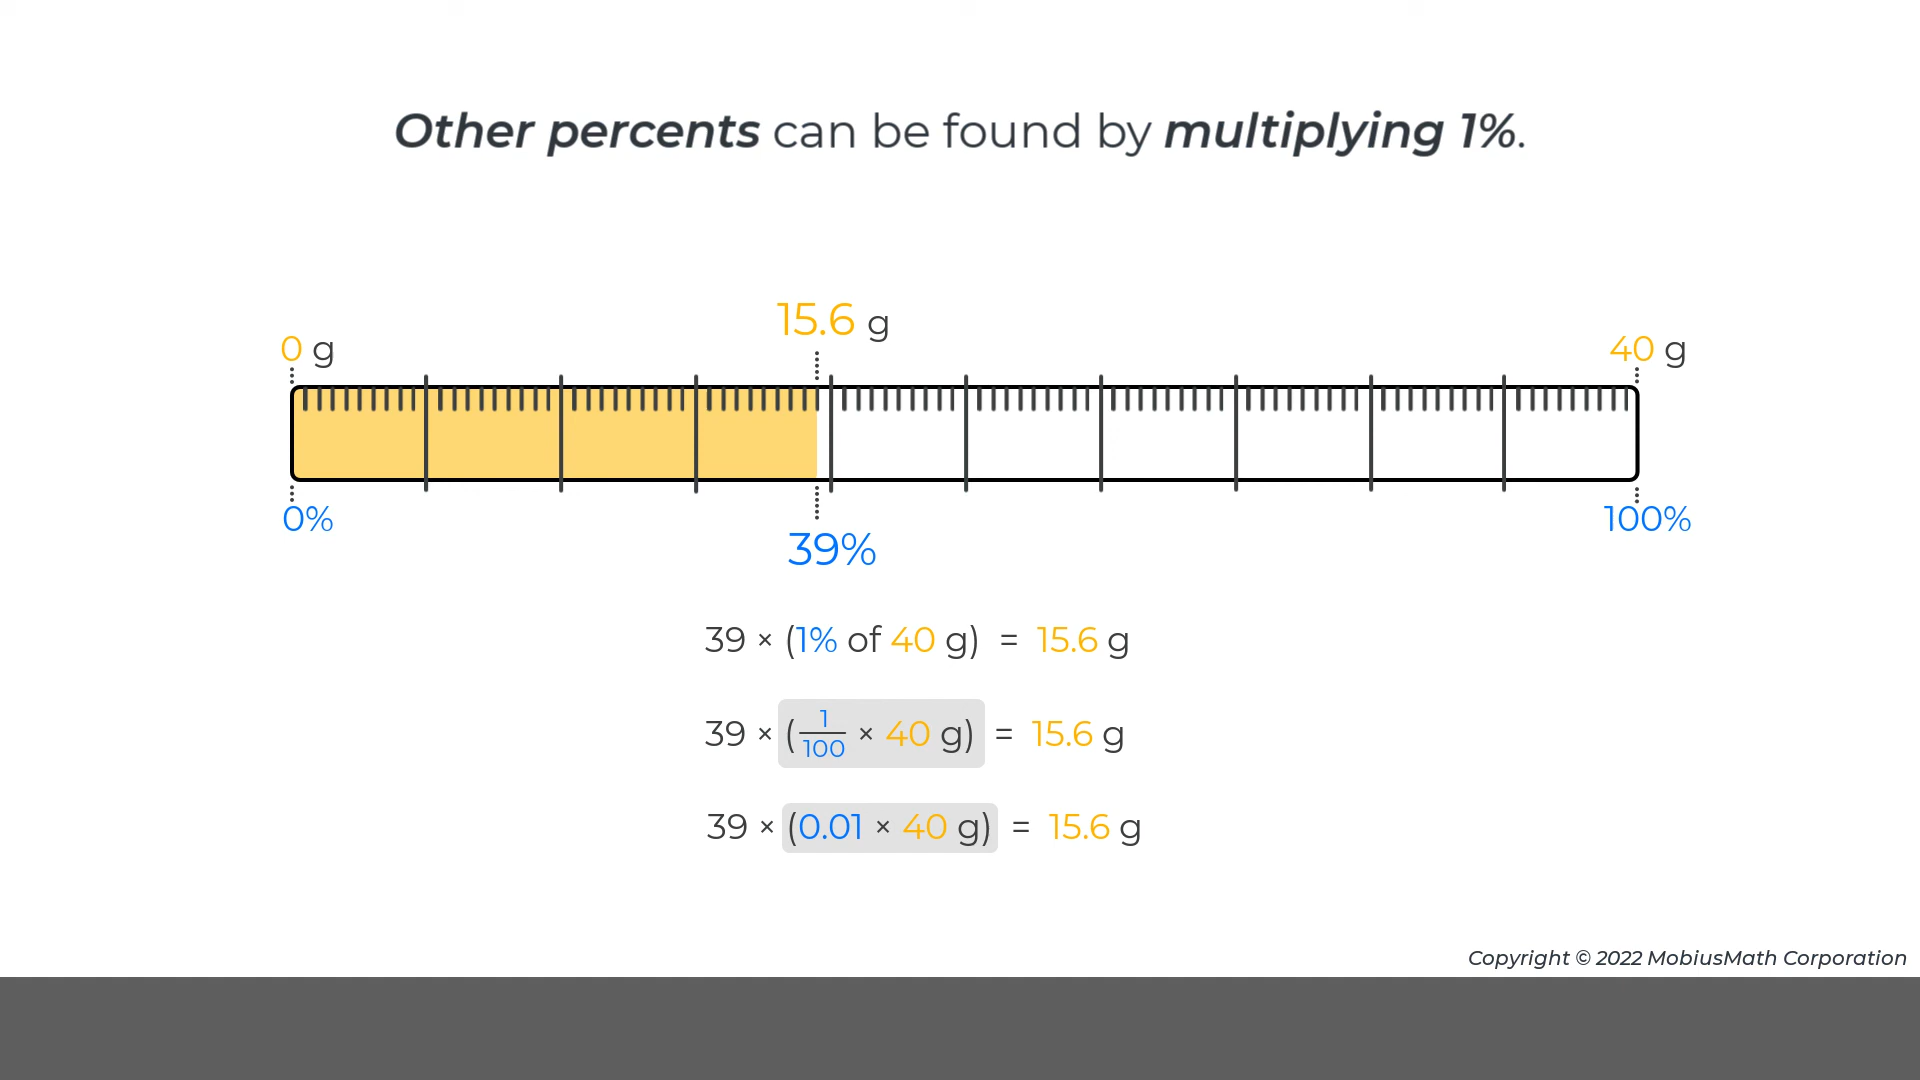 Other percents can be found by multiplying 1%.
15.6 g
0 g
40 g
0%
100%
39%
39 × (1% of 40 g) = 15.6 g
39 × (1/100 × 40 g) = 15.6 g
39 × (0.01 × 40 g) = 15.6 g
Copyright © 2022 MobiusMath Corporation